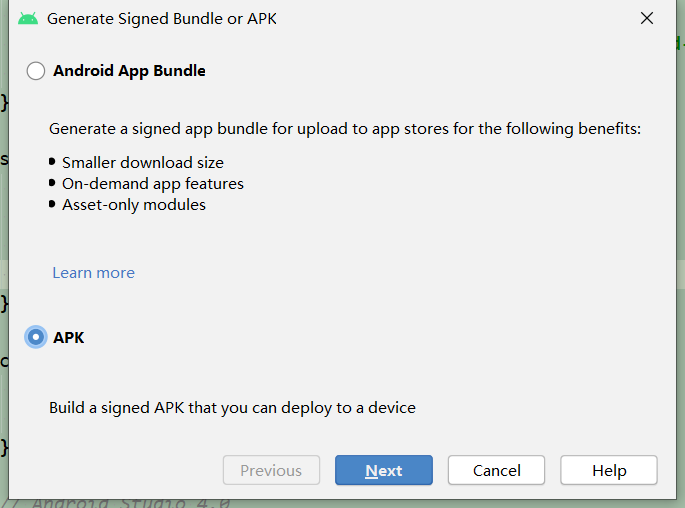 Generate Signed Bundle or APK
Android App Bundle
}
Generate a signed app bundle for upload to app stores for the following benefits:
s
• Smaller download size
• On-demand app features
• Asset-only modules
Learn more
}
APK
Build a signed APK that you can deploy to a device
}
Previous
Next
Cancel
Help
// Android Studio 4.0